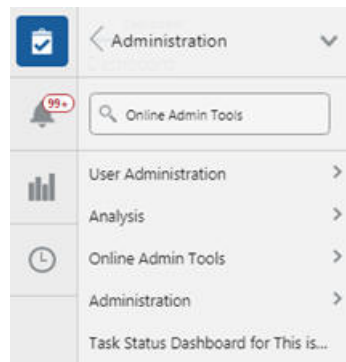 Administration
99+
Online Admin Tools
User Administration
Analysis
Online Admin Tools
Administration
Task Status Dashboard for This is...